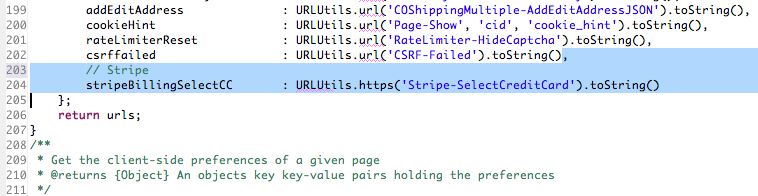 199 addEditAddress : URLUtils.url('COShippingMultiple-AddEditAddressJSON').toString(),
200 cookieHint : URLUtils.url('Page-Show', 'cid', 'cookie_hint').toString(),
201 rateLimiterReset : URLUtils.url('RateLimiter-HideCaptcha').toString(),
202 csrffailed : URLUtils.url('CSRF-Failed').toString(),
203 // Stripe
204 stripeBillingSelectCC : URLUtils.https('Stripe-SelectCreditCard').toString()
205 };
206 return urls;
207 }
208 /**
209 * Get the client-side preferences of a given page
210 * @returns {Object} An objects key key-value pairs holding the preferences
211 */